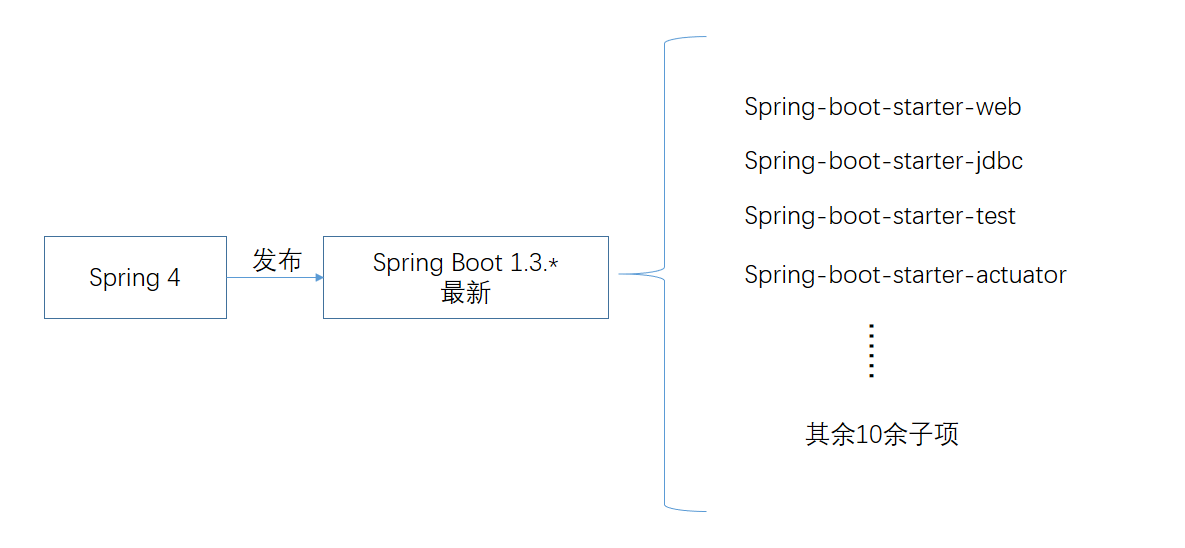 Spring 4
发布
Spring Boot 1.3.*
最新
Spring-boot-starter-web
Spring-boot-starter-jdbc
Spring-boot-starter-test
Spring-boot-starter-actuator
其余10余子项